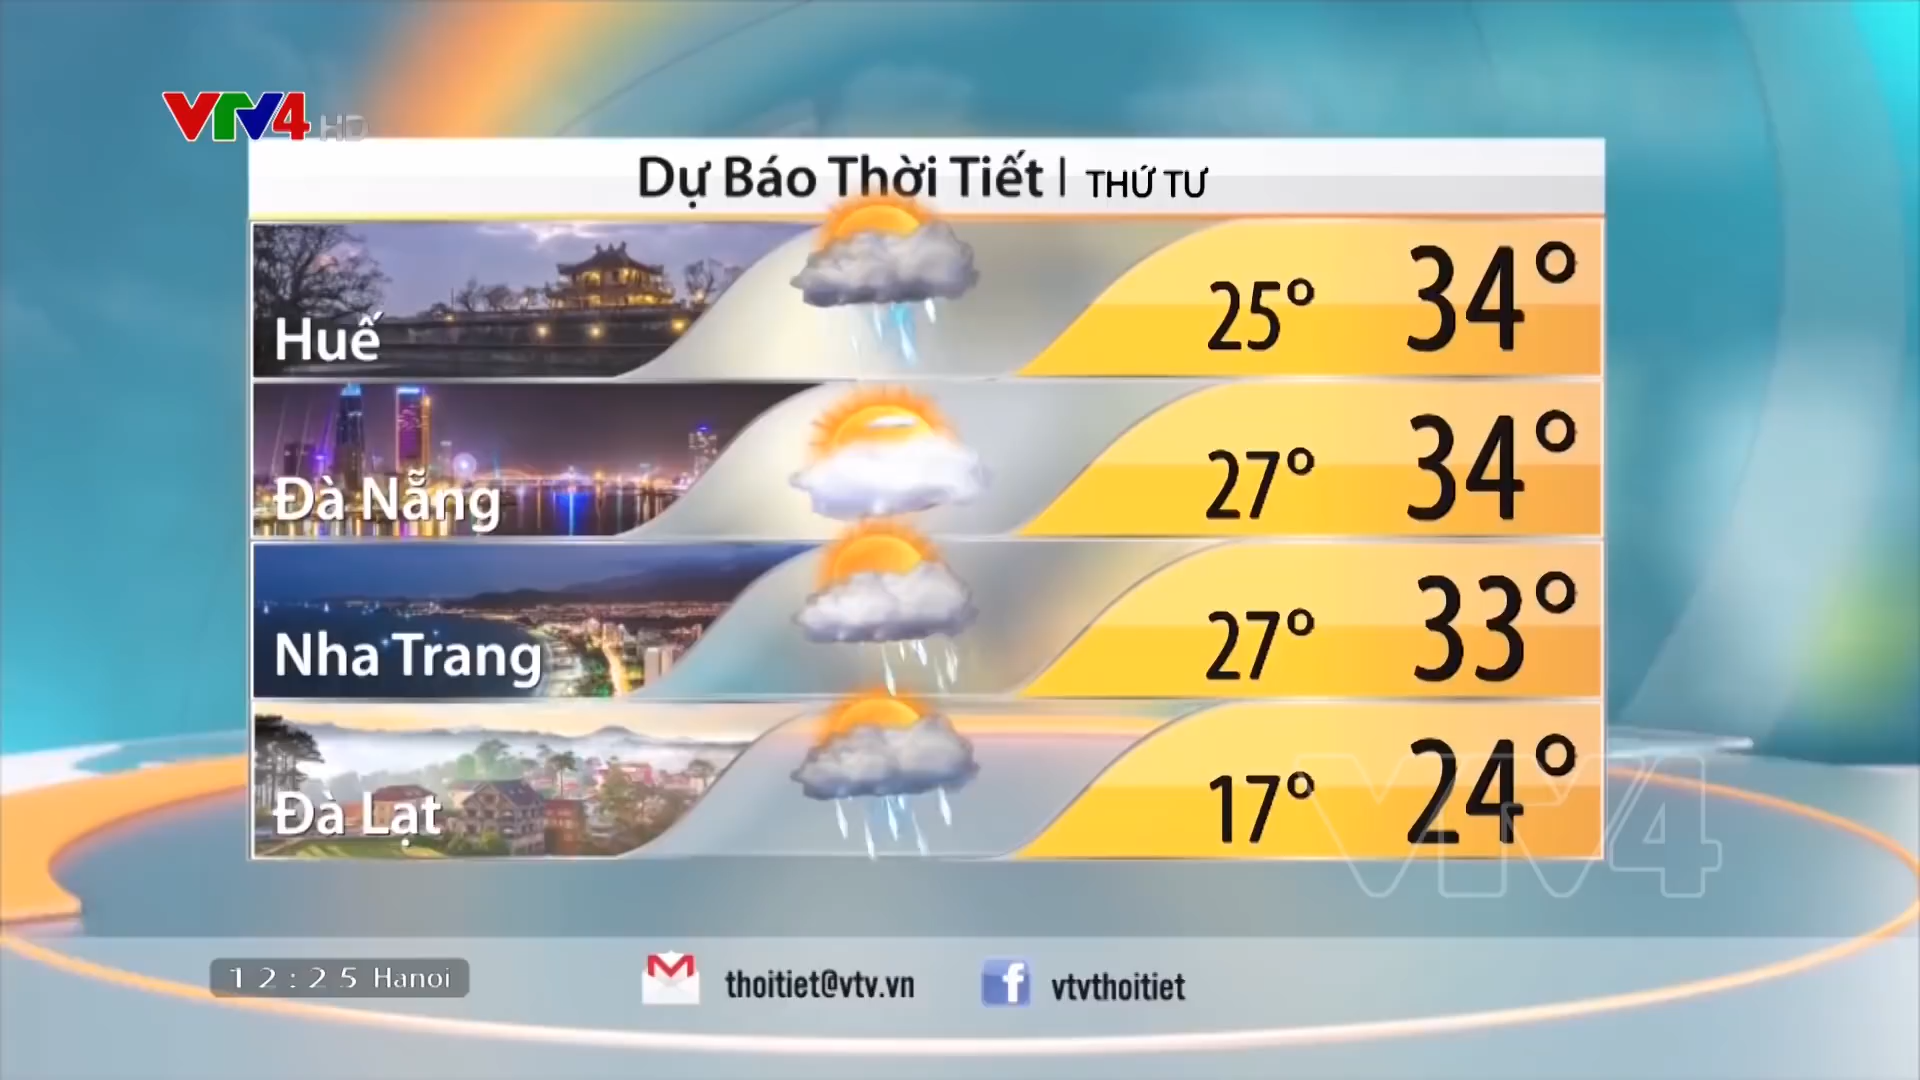 VTV4 HD
Dự Báo Thời Tiết | THỨ TƯ
Huế 25° 34°
Đà Nẵng 27° 34°
Nha Trang 27° 33°
Đà Lạt 17° 24°
VTV4
12:25 Hanoi thoitiet@vtv.vn vtvthoitiet